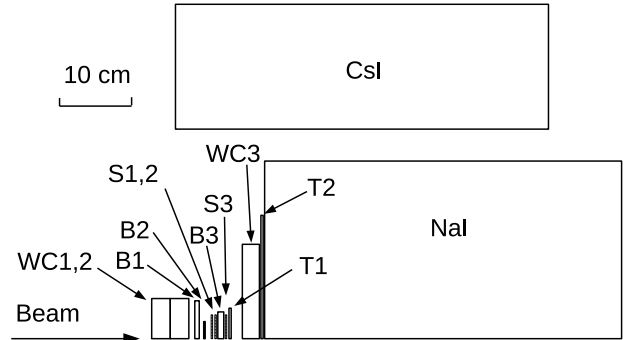 CsI
10 cm
WC3
S1,2
T2
S3
B2
B3
NaI
WC1,2
B1
T1
Beam